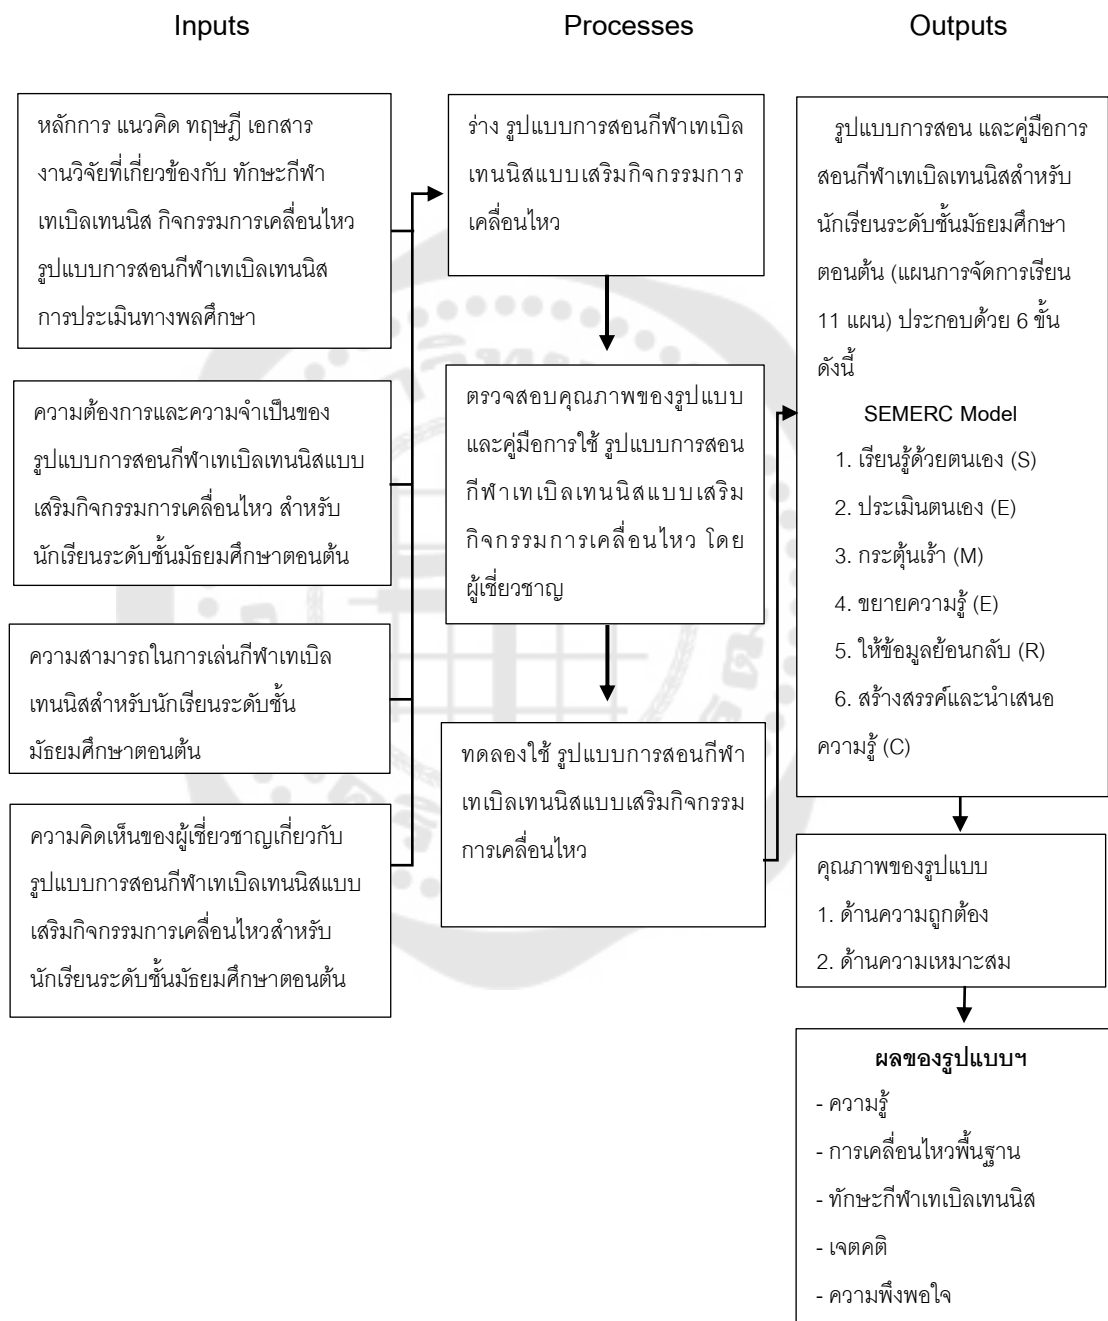 Inputs
Processes
Outputs
หลักการ แนวคิด ทฤษฎี เอกสาร
งานวิจัยที่เกี่ยวข้องกับ ทักษะกีฬา
เทเบิลเทนนิส กิจกรรมการเคลื่อนไหว
รูปแบบการสอนกีฬาเทเบิลเทนนิส
การประเมินทางพลศึกษา
ความต้องการและความจำเป็นของ
รูปแบบการสอนกีฬาเทเบิลเทนนิสแบบ
เสริมกิจกรรมการเคลื่อนไหว สำหรับ
นักเรียนระดับชั้นมัธยมศึกษาตอนต้น
ความสามารถในการเล่นกีฬาเทเบิล
เทนนิสสำหรับนักเรียนระดับชั้น
มัธยมศึกษาตอนต้น
ความคิดเห็นของผู้เชี่ยวชาญเกี่ยวกับ
รูปแบบการสอนกีฬาเทเบิลเทนนิสแบบ
เสริมกิจกรรมการเคลื่อนไหวสำหรับ
นักเรียนระดับชั้นมัธยมศึกษาตอนต้น
ร่าง รูปแบบการสอนกีฬาเทเบิล
เทนนิสแบบเสริมกิจกรรมการ
เคลื่อนไหว
ตรวจสอบคุณภาพของรูปแบบ
และคู่มือการใช้ รูปแบบการสอน
กีฬาเทเบิลเทนนิสแบบเสริม
กิจกรรมการเคลื่อนไหว โดย
ผู้เชี่ยวชาญ
ทดลองใช้ รูปแบบการสอนกีฬา
เทเบิลเทนนิสแบบเสริมกิจกรรม
การเคลื่อนไหว
รูปแบบการสอน และคู่มือการ
สอนกีฬาเทเบิลเทนนิสสำหรับ
นักเรียนระดับชั้นมัธยมศึกษา
ตอนต้น (แผนการจัดการเรียน
11 แผน) ประกอบด้วย 6 ขั้น
ดังนี้
SEMERC Model
1. เรียนรู้ด้วยตนเอง (S)
2. ประเมินตนเอง (E)
3. กระตุ้นเร้า (M)
4. ขยายความรู้ (E)
5. ให้ข้อมูลย้อนกลับ (R)
6. สร้างสรรค์และนำเสนอ
ความรู้ (C)
คุณภาพของรูปแบบ
1. ด้านความถูกต้อง
2. ด้านความเหมาะสม
ผลของรูปแบบฯ
- ความรู้
- การเคลื่อนไหวพื้นฐาน
- ทักษะกีฬาเทเบิลเทนนิส
- เจตคติ
- ความพึงพอใจ